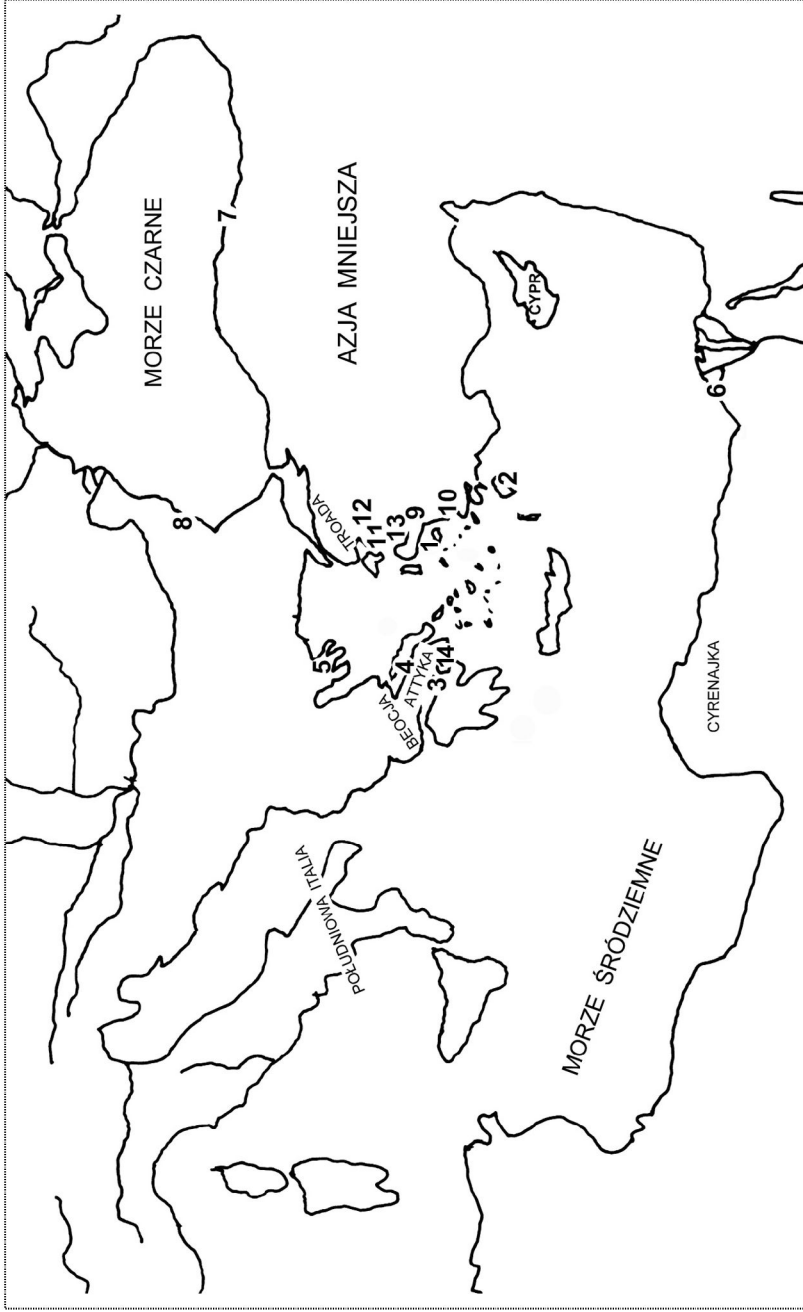 MORZE CZARNE
AZJA MNIEJSZA
7
8
TROADA
CYPR
12
11
13
9
1
10
2
5
4
BEOCJA
ATTYKA
3
14
6
POŁUDNIOWA ITALIA
CYRENAJKA
MORZE ŚRÓDZIEMNE